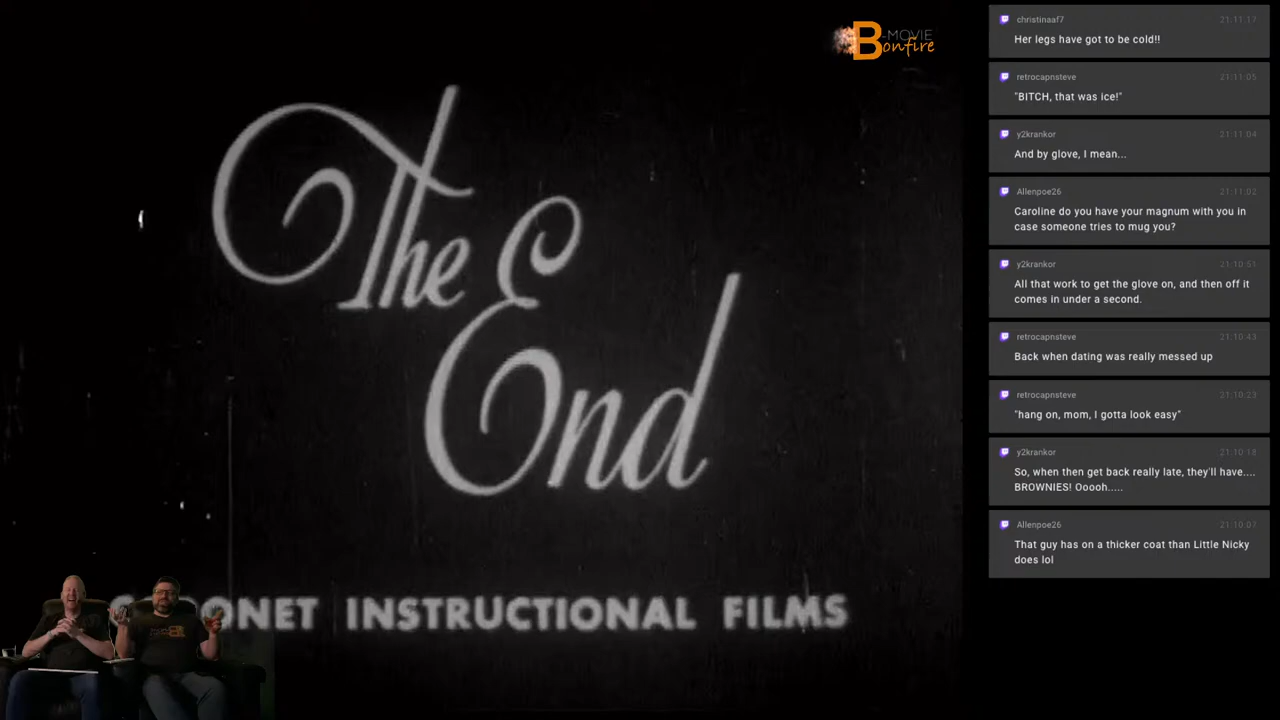 B-MOVIE
Bonfire
The
End
CORONET INSTRUCTIONAL FILMS
christinaaf7 21:11:17
Her legs have got to be cold!!
retrocapnsteve 21:11:05
"BITCH, that was ice!"
y2krankor 21:11:04
And by glove, I mean...
Allenpoe26 21:11:02
Caroline do you have your magnum with you in
case someone tries to mug you?
y2krankor 21:10:51
All that work to get the glove on, and then off it
comes in under a second.
retrocapnsteve 21:10:43
Back when dating was really messed up
retrocapnsteve 21:10:23
"hang on, mom, I gotta look easy"
y2krankor 21:10:18
So, when then get back really late, they'll have....
BROWNIES! Ooooh.....
Allenpoe26 21:10:07
That guy has on a thicker coat than Little Nicky
does lol